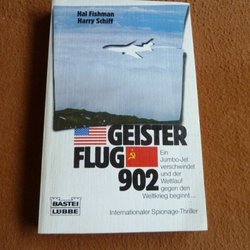 Hal Fishman
Harry Schiff
GEISTER
FLUG
902
Ein
Jumbo-Jet
verschwindet
und der
Wettlauf
gegen den
Weltkrieg beginnt...
BASTEI
LÜBBE
Internationaler Spionage-Thriller